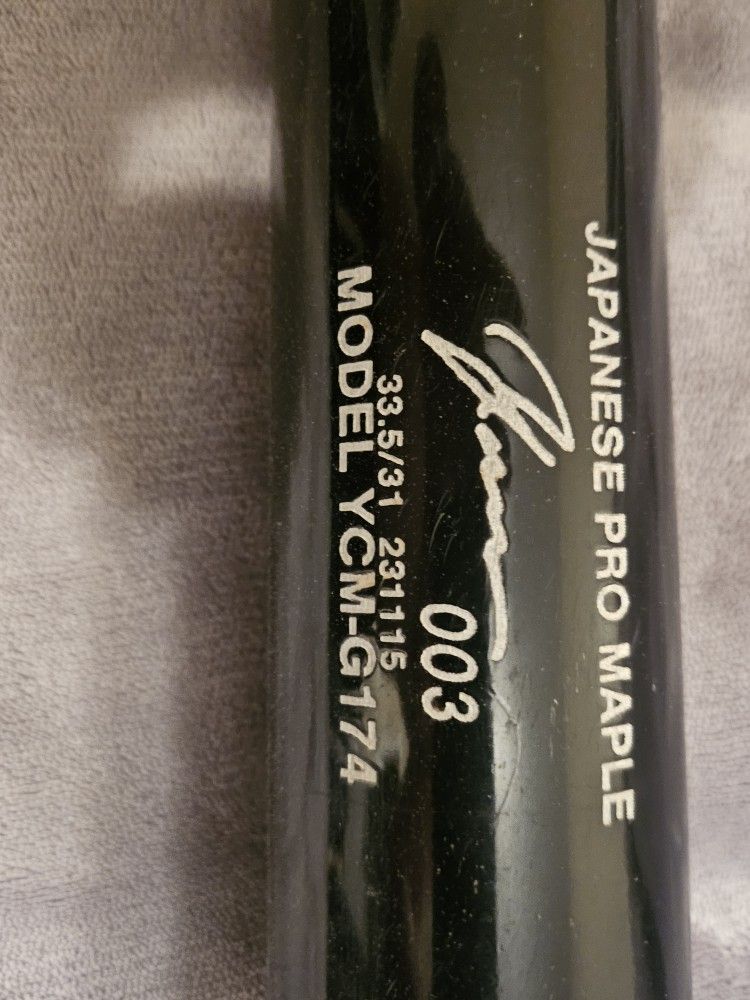 JAPANESE PRO MAPLE
003
33.5/31 231115
MODEL YCM-G174